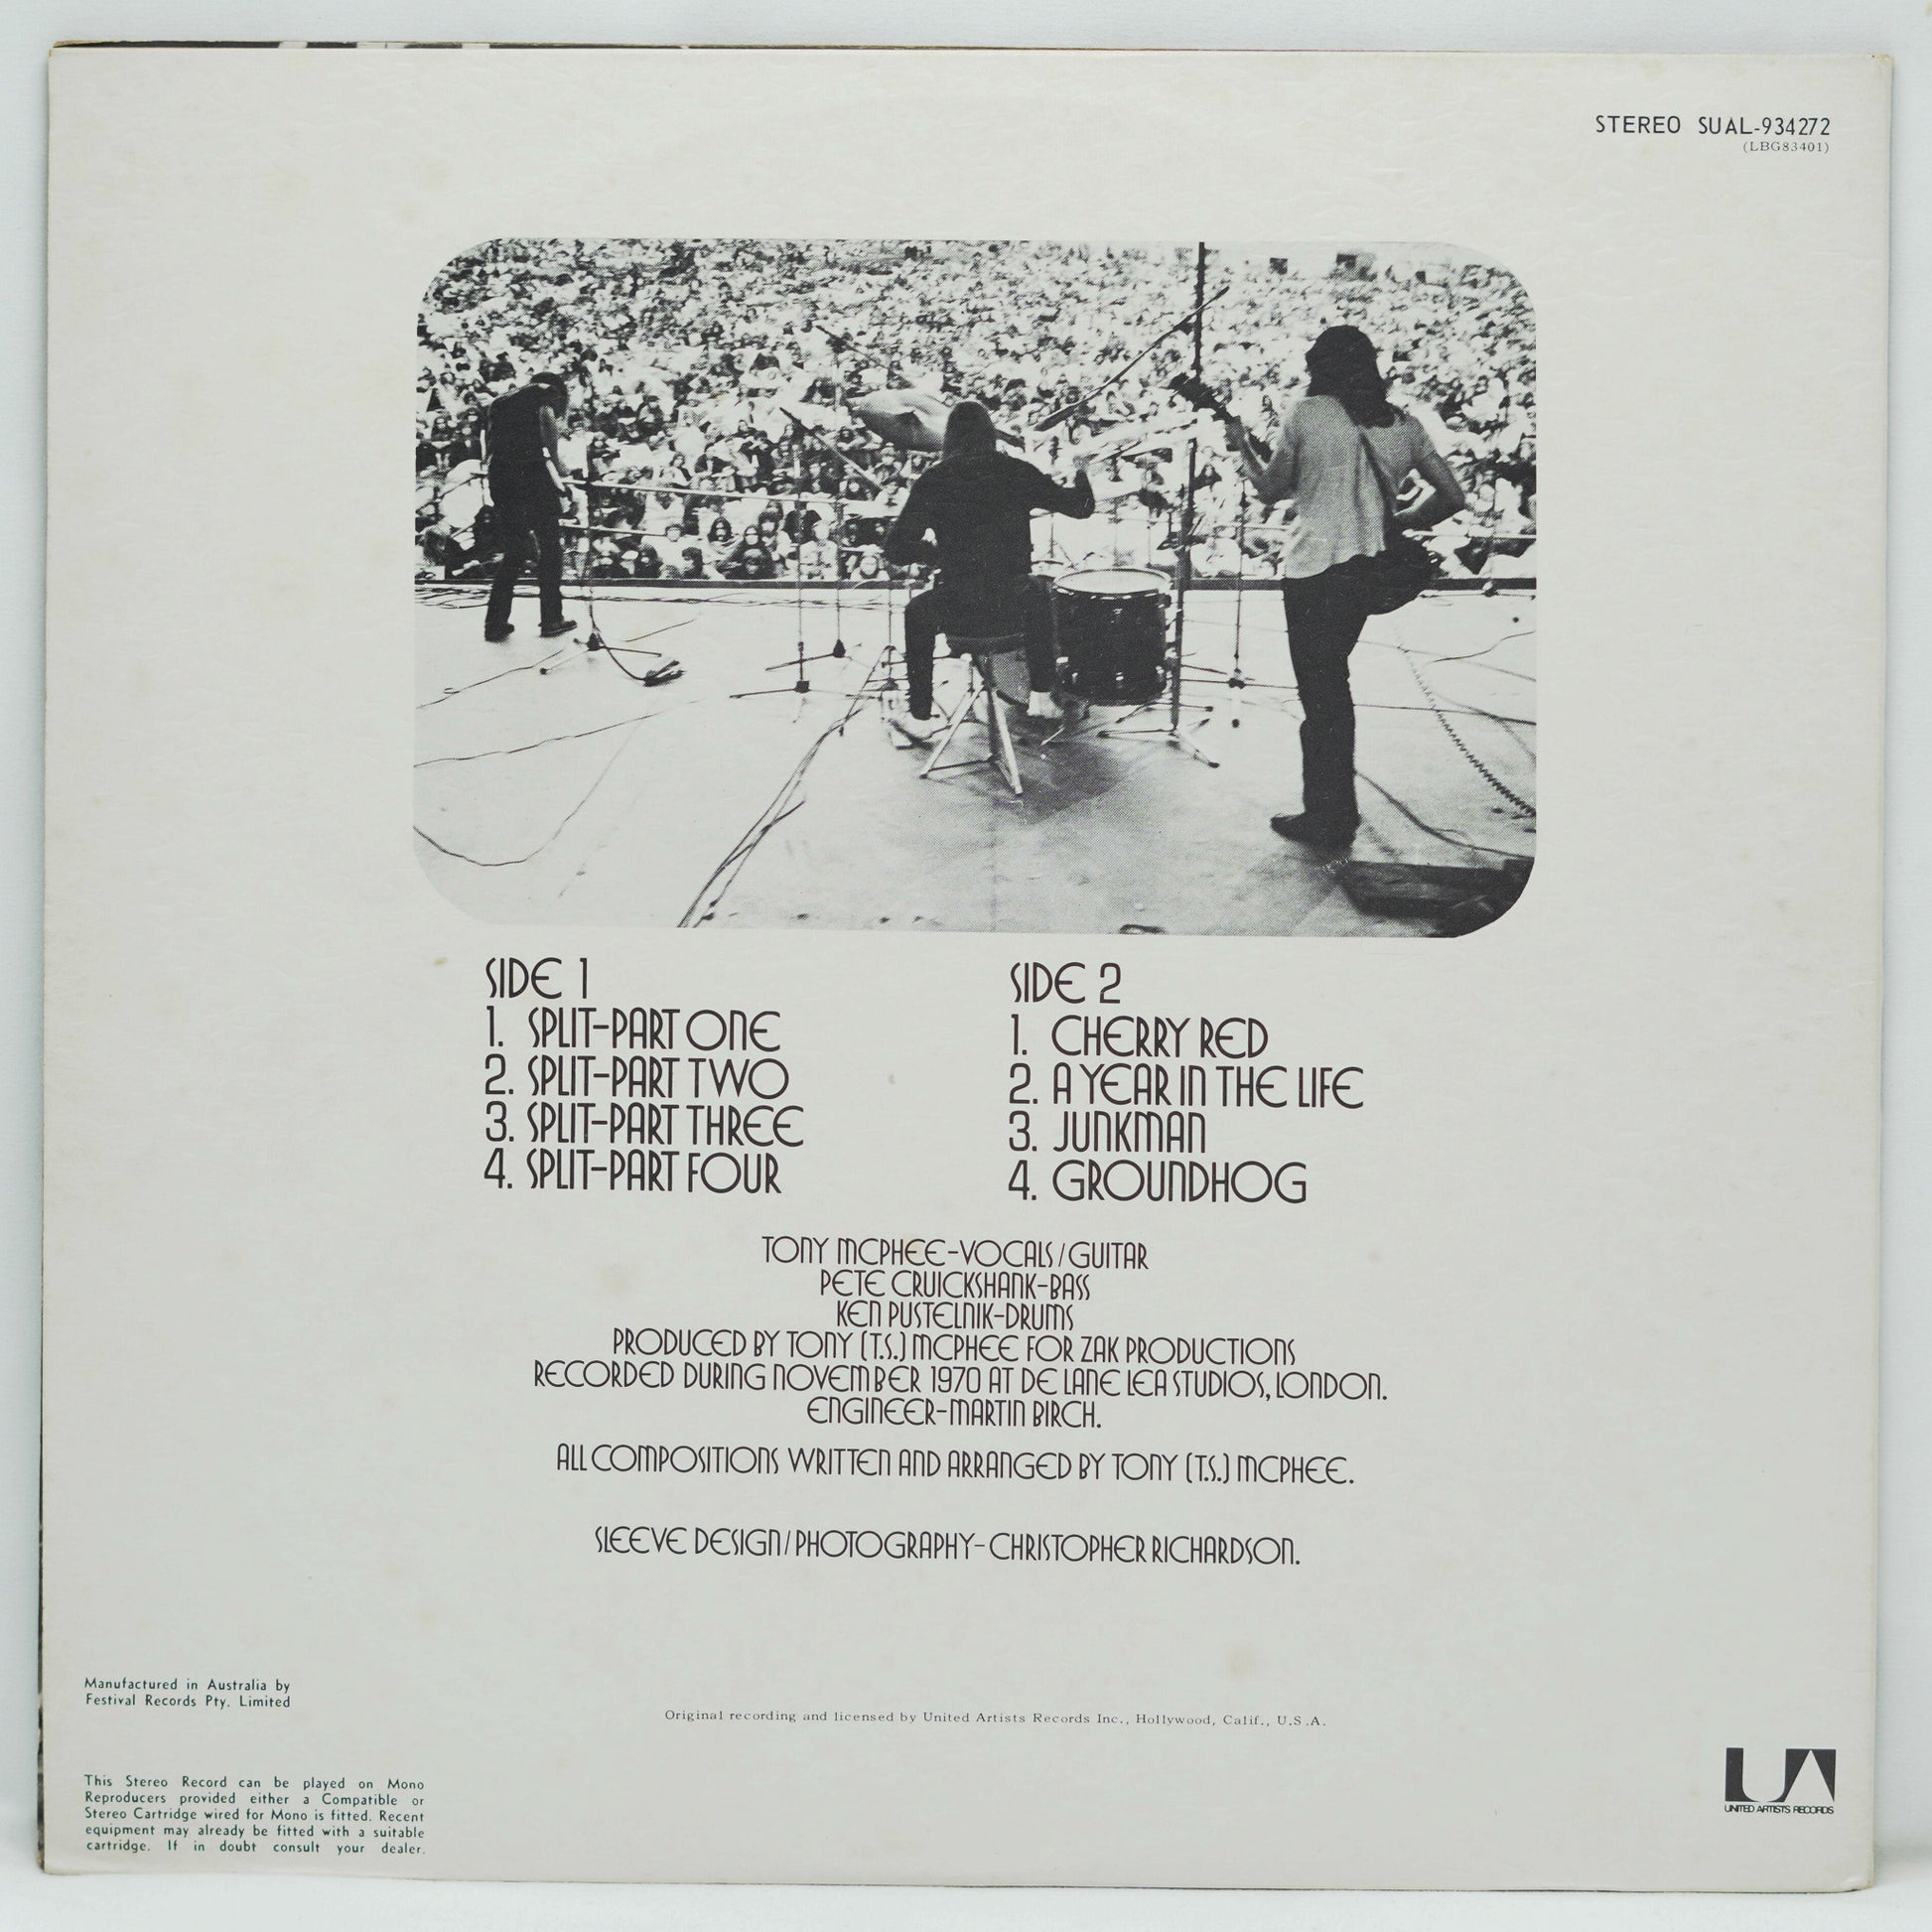 STEREO SUAL-934272
(LBG83401)
SIDE 1
1. SPLIT-PART ONE
2. SPLIT-PART TWO
3. SPLIT-PART THREE
4. SPLIT-PART FOUR
SIDE 2
1. CHERRY RED
2. A YEAR IN THE LIFE
3. JUNKMAN
4. GROUNDHOG
TONY MCPHEE-VOCALS/GUITAR
PETE CRUICKSHANK-BASS
KEN PUSTELNIK-DRUMS
PRODUCED BY TONY (T.S.) MCPHEE FOR ZAK PRODUCTIONS
RECORDED DURING NOVEMBER 1970 AT DE LANE LEA STUDIOS, LONDON.
ENGINEER-MARTIN BIRCH.
ALL COMPOSITIONS WRITTEN AND ARRANGED BY TONY (T.S.) MCPHEE.
SLEEVE DESIGN/PHOTOGRAPHY-CHRISTOPHER RICHARDSON.
Manufactured in Australia by
Festival Records Pty. Limited
Original recording and licensed by United Artists Records Inc., Hollywood, Calif., U.S.A.
This Stereo Record can be played on Mono
Reproducers provided either a Compatible or
Stereo Cartridge wired for Mono is fitted. Recent
equipment may already be fitted with a suitable
cartridge. If in doubt consult your dealer.
UA
UNITED ARTISTS RECORDS